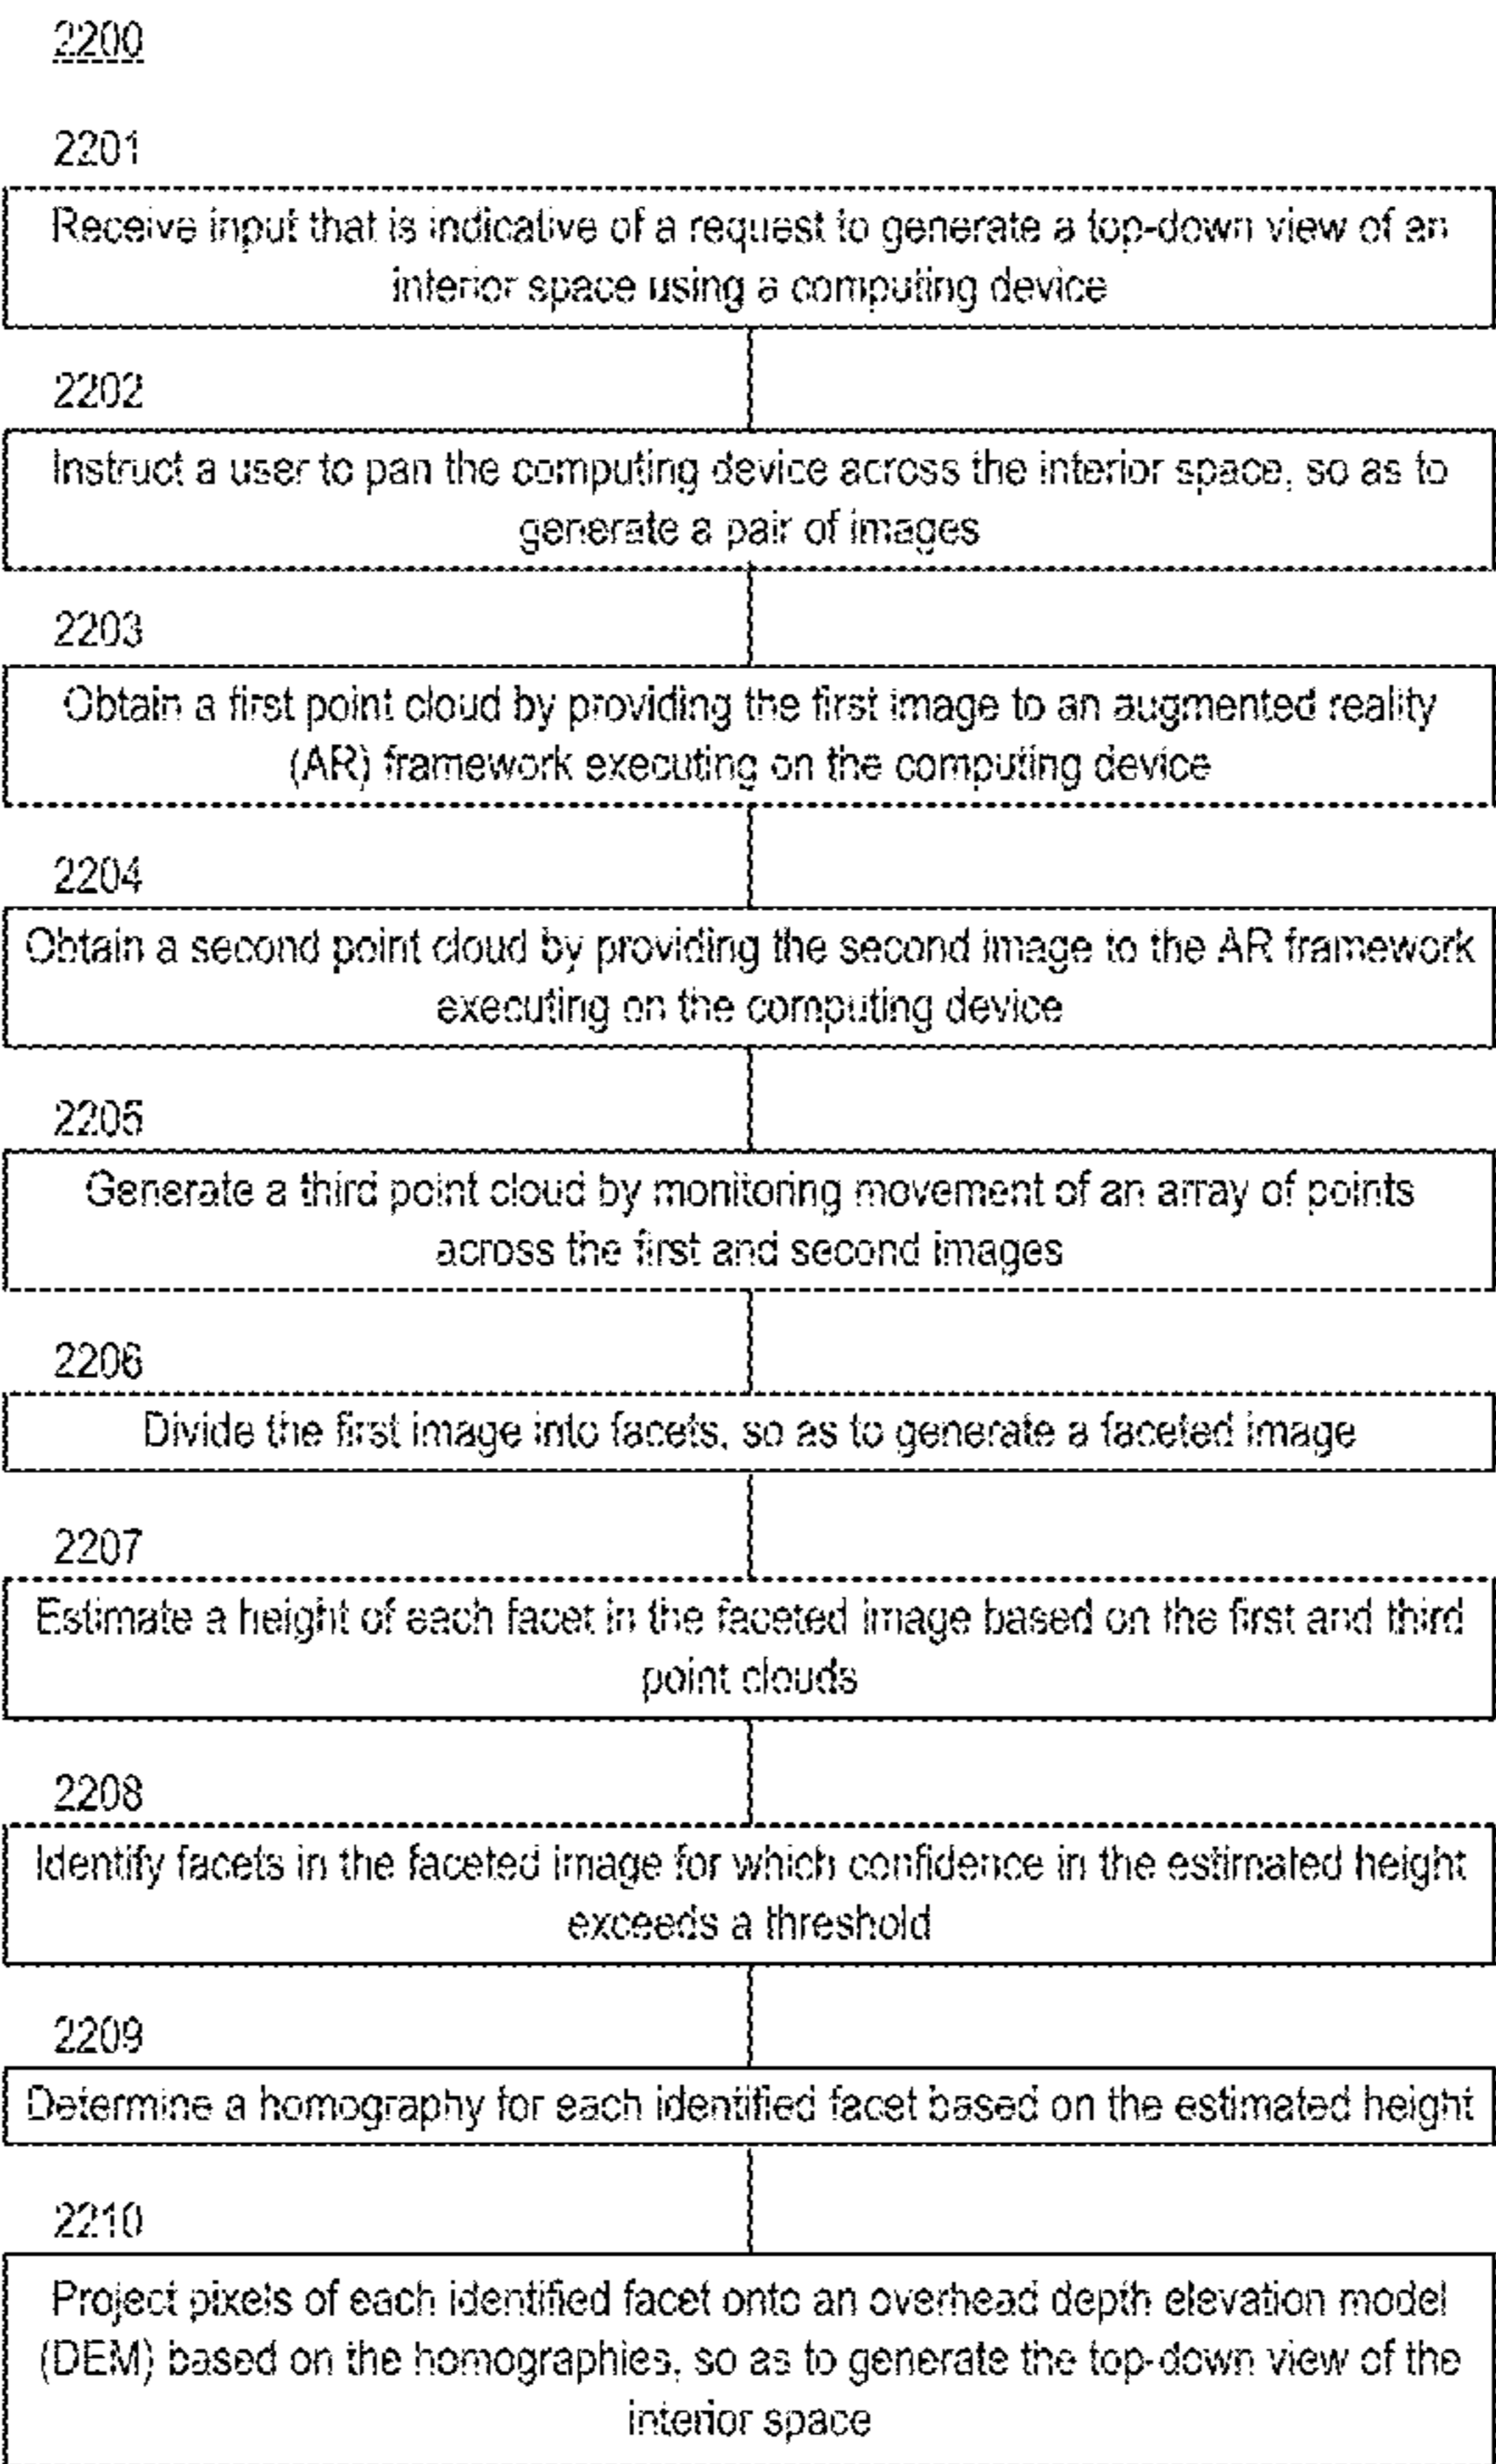 2200
2201
Receive input that is indicative of a request to generate a top-down view of an
interior space using a computing device
2202
Instruct a user to pan the computing device across the interior space, so as to
generate a pair of images
2203
Obtain a first point cloud by providing the first image to an augmented reality
(AR) framework executing on the computing device
2204
Obtain a second point cloud by providing the second image to the AR framework
executing on the computing device
2205
Generate a third point cloud by monitoring movement of an array of points
across the first and second images
2206
Divide the first image into facets, so as to generate a faceted image
2207
Estimate a height of each facet in the faceted image based on the first and third
point clouds
2208
Identify facets in the faceted image for which confidence in the estimated height
exceeds a threshold
2209
Determine a homography for each identified facet based on the estimated height
2210
Project pixels of each identified facet onto an overhead depth elevation model
(DEM) based on the homographies, so as to generate the top-down view of the
interior space